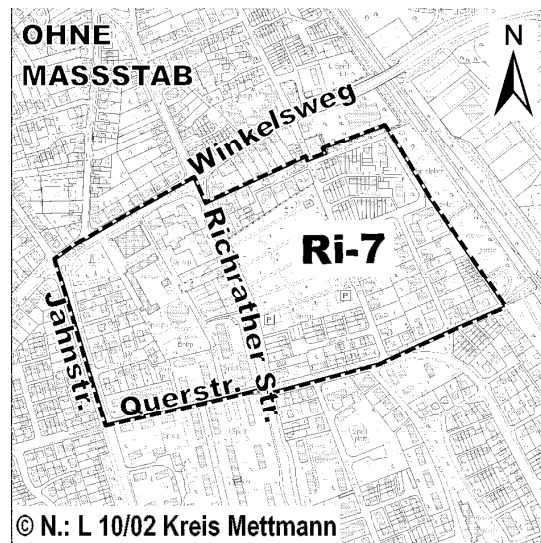 OHNE
MASSSTAB
N
Winkelsweg
Richrather Str.
Ri-7
Jahnstr.
Querstr.
P
P
© N.: L 10/02 Kreis Mettmann